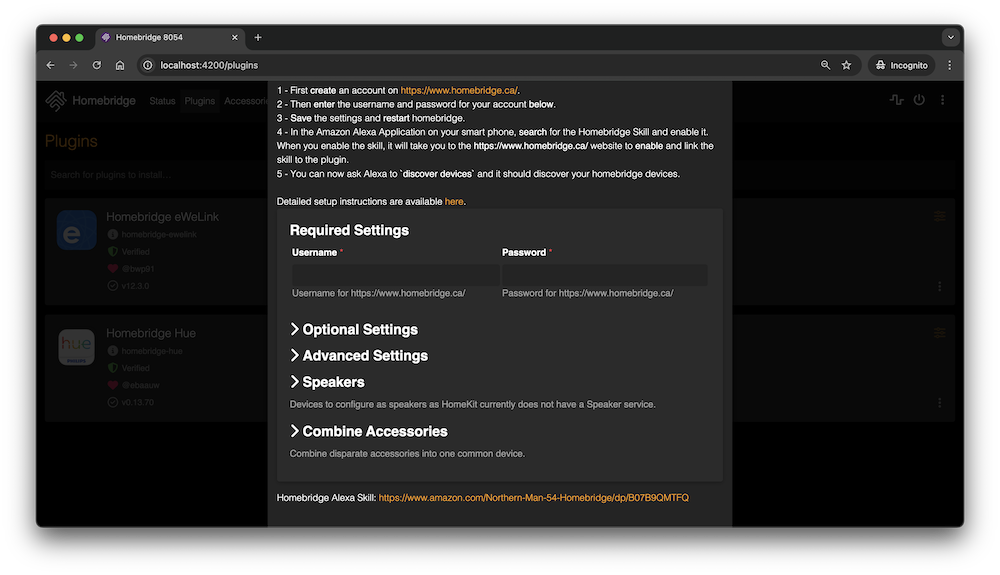 Homebridge 8054
localhost:4200/plugins
Incognito
Homebridge
Status
Plugins
Accessorie
Plugins
Search for plugins to install...
Homebridge eWeLink
homebridge-ewelink
Verified
@bwp91
v12.3.0
Homebridge Hue
homebridge-hue
Verified
@ebaauw
v0.13.70
hue
1 - First create an account on https://www.homebridge.ca/.
2 - Then enter the username and password for your account below.
3 - Save the settings and restart homebridge.
4 - In the Amazon Alexa Application on your smart phone, search for the Homebridge Skill and enable it.
When you enable the skill, it will take you to the https://www.homebridge.ca/ website to enable and link the
skill to the plugin.
5 - You can now ask Alexa to `discover devices` and it should discover your homebridge devices.
Detailed setup instructions are available here.
Required Settings
Username *
Password *
Username for https://www.homebridge.ca/
Password for https://www.homebridge.ca/
Optional Settings
Advanced Settings
Speakers
Devices to configure as speakers as HomeKit currently does not have a Speaker service.
Combine Accessories
Combine disparate accessories into one common device.
Homebridge Alexa Skill: https://www.amazon.com/Northern-Man-54-Homebridge/dp/B07B9QMTFQ